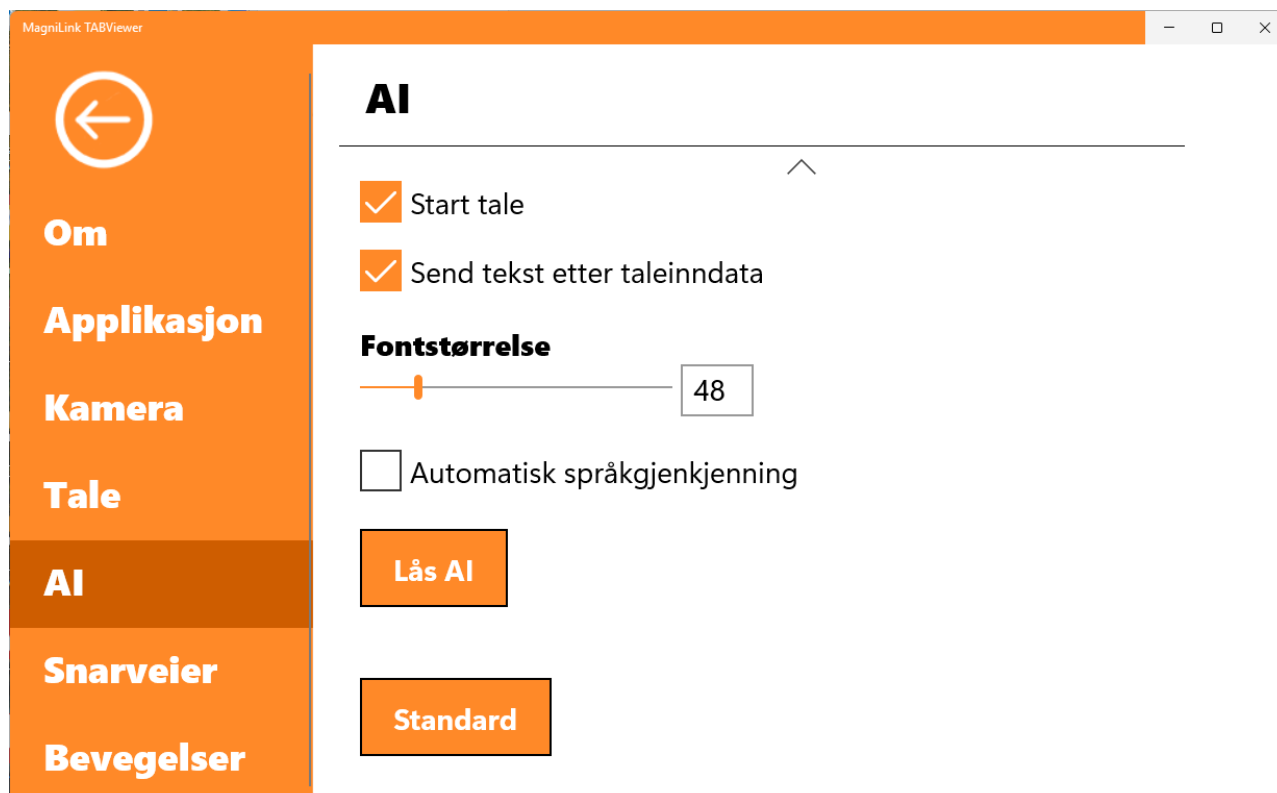 MagniLink TABViewer
AI
Om
Applikasjon
Kamera
Tale
AI
Snarveier
Bevegelser
Start tale
Send tekst etter taleinndata
Fontstørrelse
48
Automatisk språkgjenkjenning
Lås AI
Standard